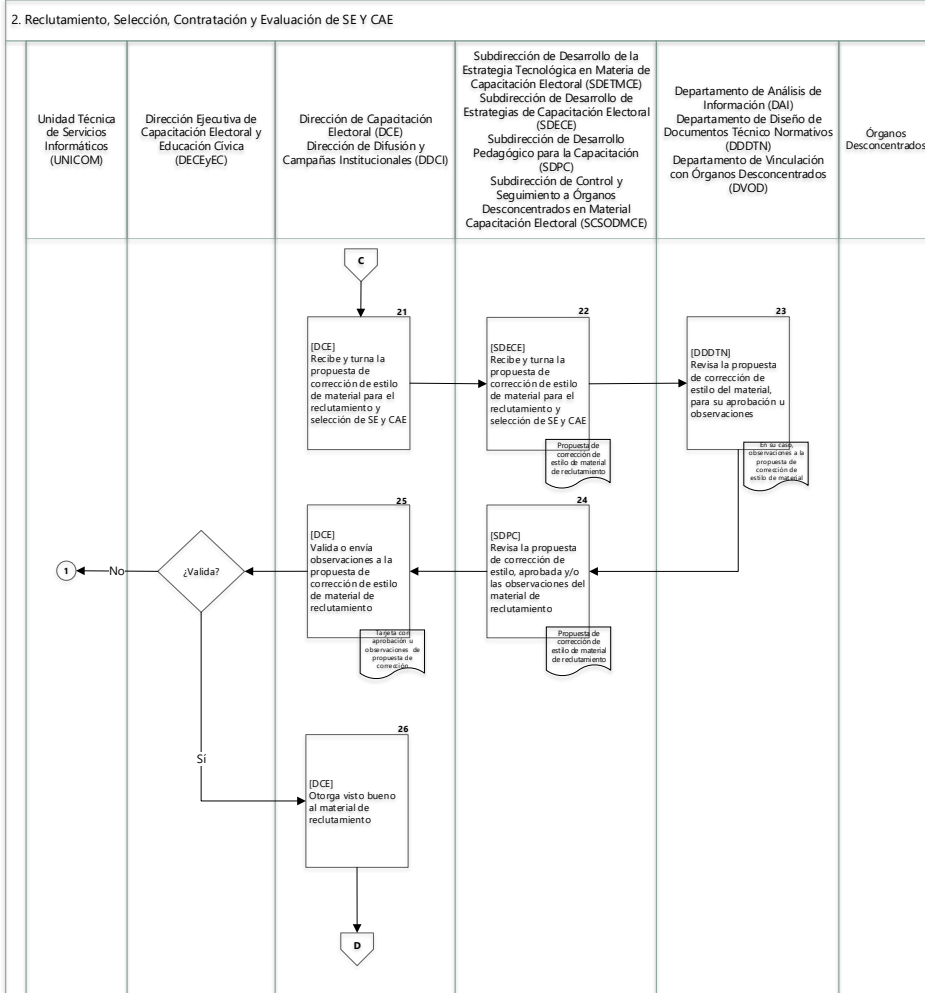 2. Reclutamiento, Selección, Contratación y Evaluación de SE Y CAE
Unidad Técnica
de Servicios
Informáticos
(UNICOM)
Dirección Ejecutiva de
Capacitación Electoral y
Educación Cívica
(DECEyEC)
Dirección de Capacitación
Electoral (DCE)
Dirección de Difusión y
Campañas Institucionales (DDCI)
Subdirección de Desarrollo de la
Estrategia Tecnológica en Materia de
Capacitación Electoral (SDETMCE)
Subdirección de Desarrollo de
Estrategias de Capacitación Electoral
(SDECE)
Subdirección de Desarrollo
Pedagógico para la Capacitación
(SDPC)
Subdirección de Control y
Seguimiento a Órganos
Desconcentrados en Material
Capacitación Electoral (SCSODMCE)
Departamento de Análisis de
Información (DAI)
Departamento de Diseño de
Documentos Técnico Normativos
(DDDTN)
Departamento de Vinculación
con Órganos Desconcentrados
(DVOD)
Órganos
Desconcentrados
C
21
[DCE]
Recibe y turna la
propuesta de
corrección de estilo
de material para el
reclutamiento y
selección de SE y CAE
22
[SDECE]
Recibe y turna la
propuesta de
corrección de estilo
de material para el
reclutamiento y
selección de SE y CAE
Propuesta de
corrección de
estilo de material
de reclutamiento
23
[DDDTN]
Revisa la propuesta
de corrección de
estilo del material,
para su aprobación u
observaciones
En su caso,
observaciones a la
propuesta de
corrección de
estilo de material
24
[SDPC]
Revisa la propuesta
de corrección de
estilo, aprobada y/o
las observaciones del
material de
reclutamiento
Propuesta de
corrección de
estilo de material
de reclutamiento
25
[DCE]
Valida o envía
observaciones a la
propuesta de
corrección de estilo
de material de
reclutamiento
Tarjeta con
aprobación u
observaciones de
propuesta de
corrección
¿Valida?
No
1
Sí
26
[DCE]
Otorga visto bueno
al material de
reclutamiento
D